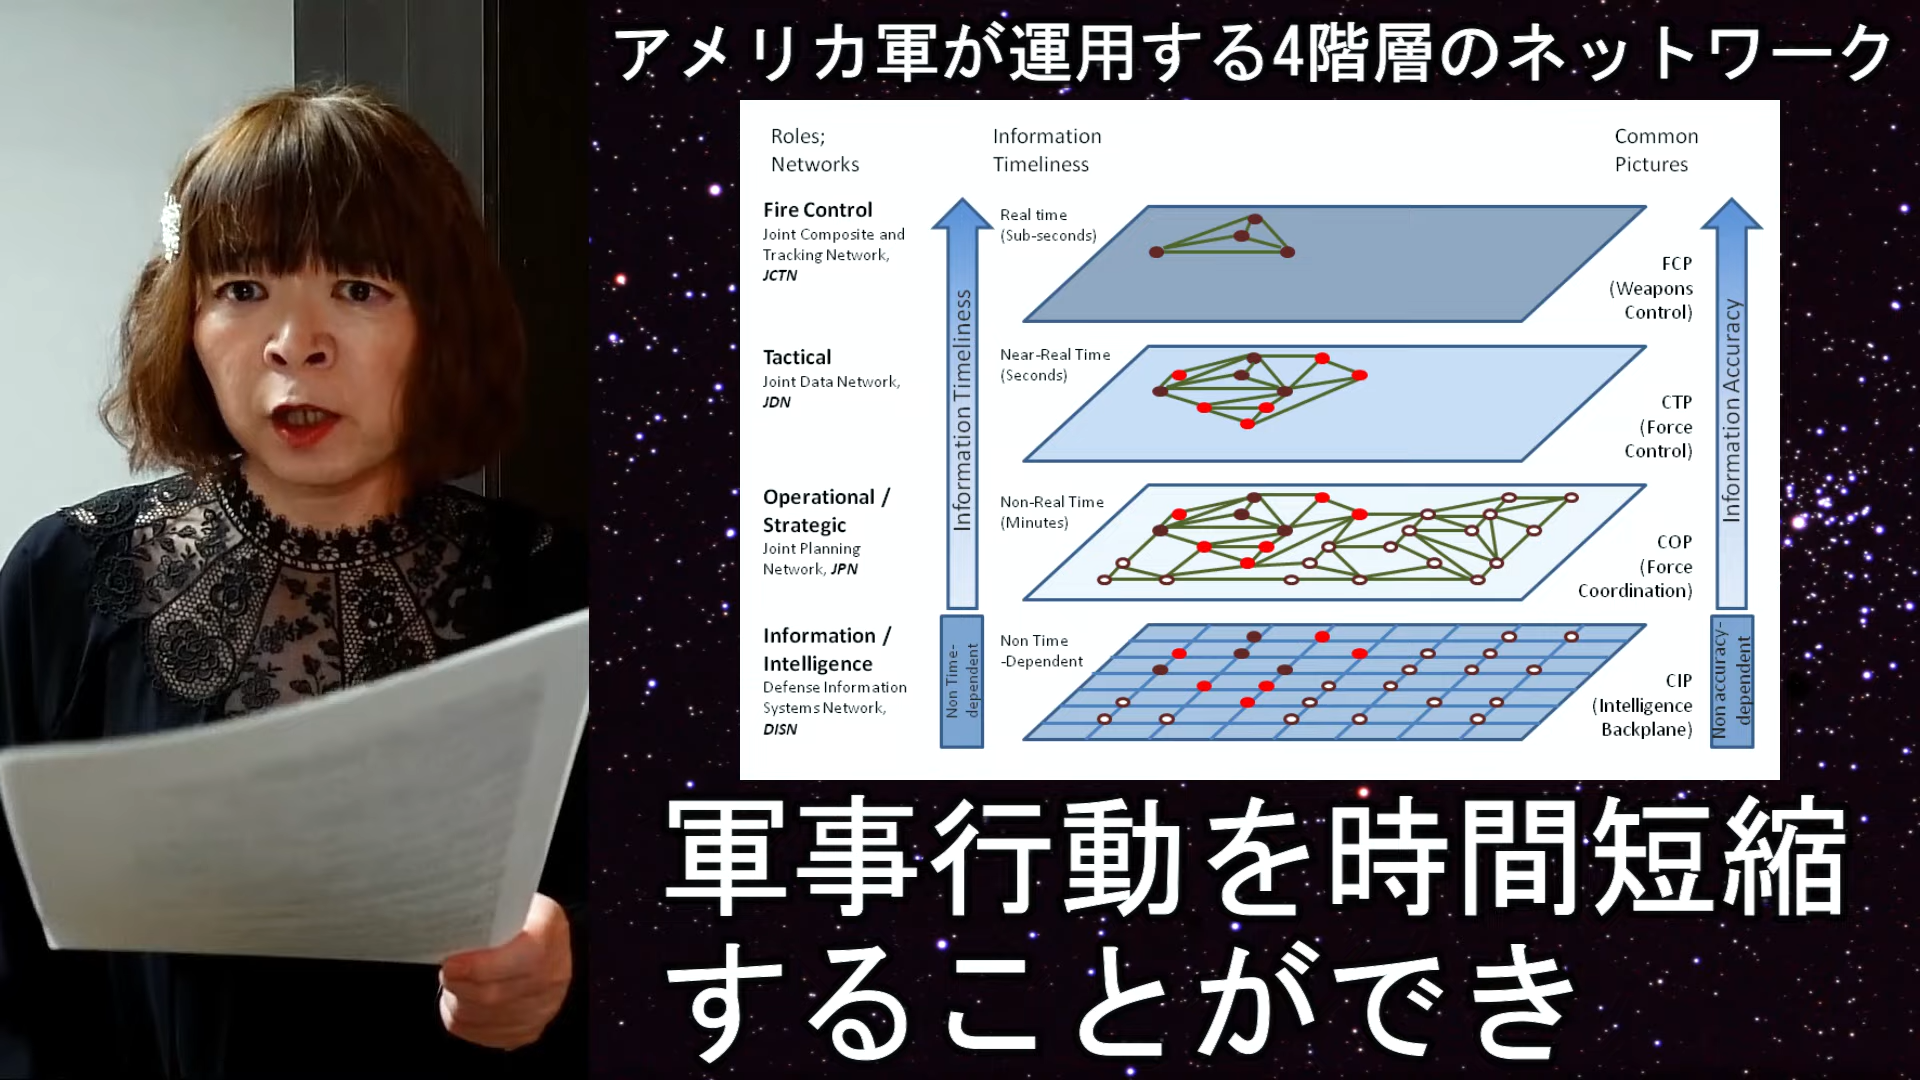 アメリカ軍が運用する4階層のネットワーク
Roles;
Networks
Information
Timeliness
Common
Pictures
Fire Control
Joint Composite and
Tracking Network,
JCTN
Real time
(Sub-seconds)
FCP
(Weapons
Control)
Tactical
Joint Data Network,
JDN
Near-Real Time
(Seconds)
CTP
(Force
Control)
Operational /
Strategic
Joint Planning
Network, JPN
Non-Real Time
(Minutes)
COP
(Force
Coordination)
Information /
Intelligence
Defense Information
Systems Network,
DISN
Non Time
-Dependent
CIP
(Intelligence
Backplane)
Information Timeliness
Non Time-
dependent
Information Accuracy
Non accuracy-
dependent
軍事行動を時間短縮
することができ